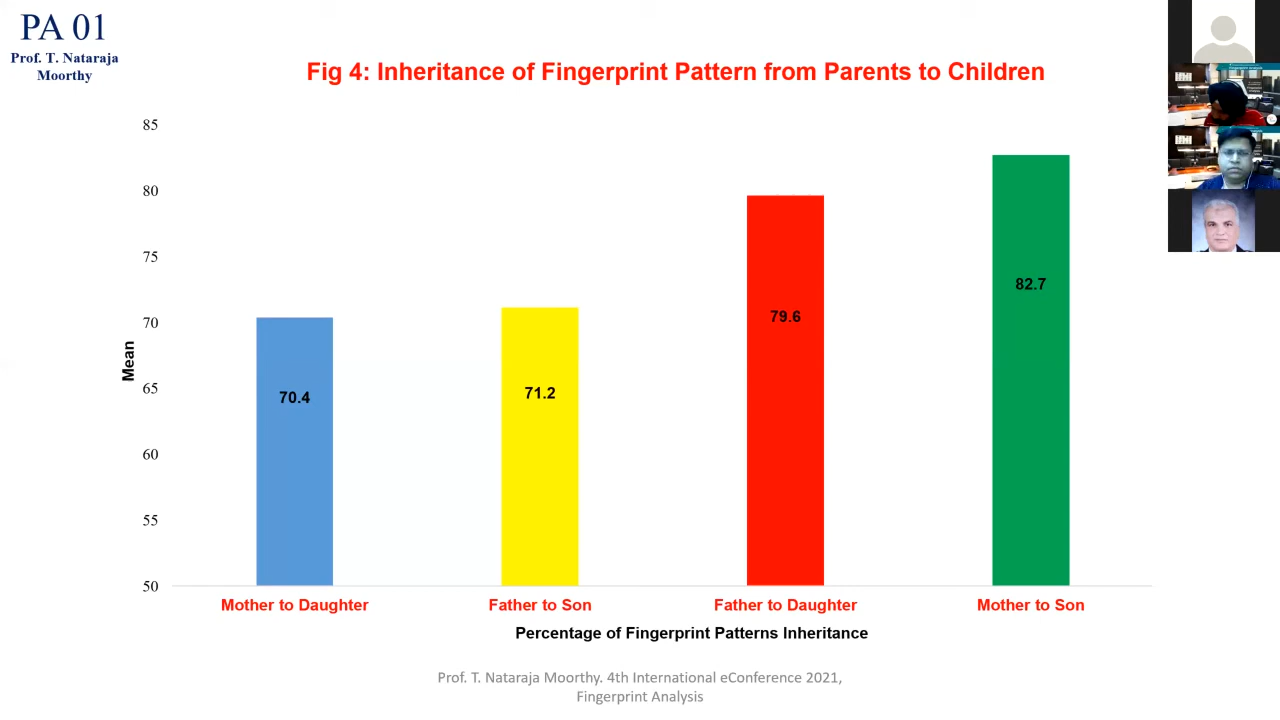 PA 01
Prof. T. Nataraja
Moorthy
Fig 4: Inheritance of Fingerprint Pattern from Parents to Children
85
80
75
70
65
60
55
50
Mean
70.4
71.2
79.6
82.7
Mother to Daughter
Father to Son
Father to Daughter
Mother to Son
Percentage of Fingerprint Patterns Inheritance
Prof. T. Nataraja Moorthy. 4th International eConference 2021,
Fingerprint Analysis